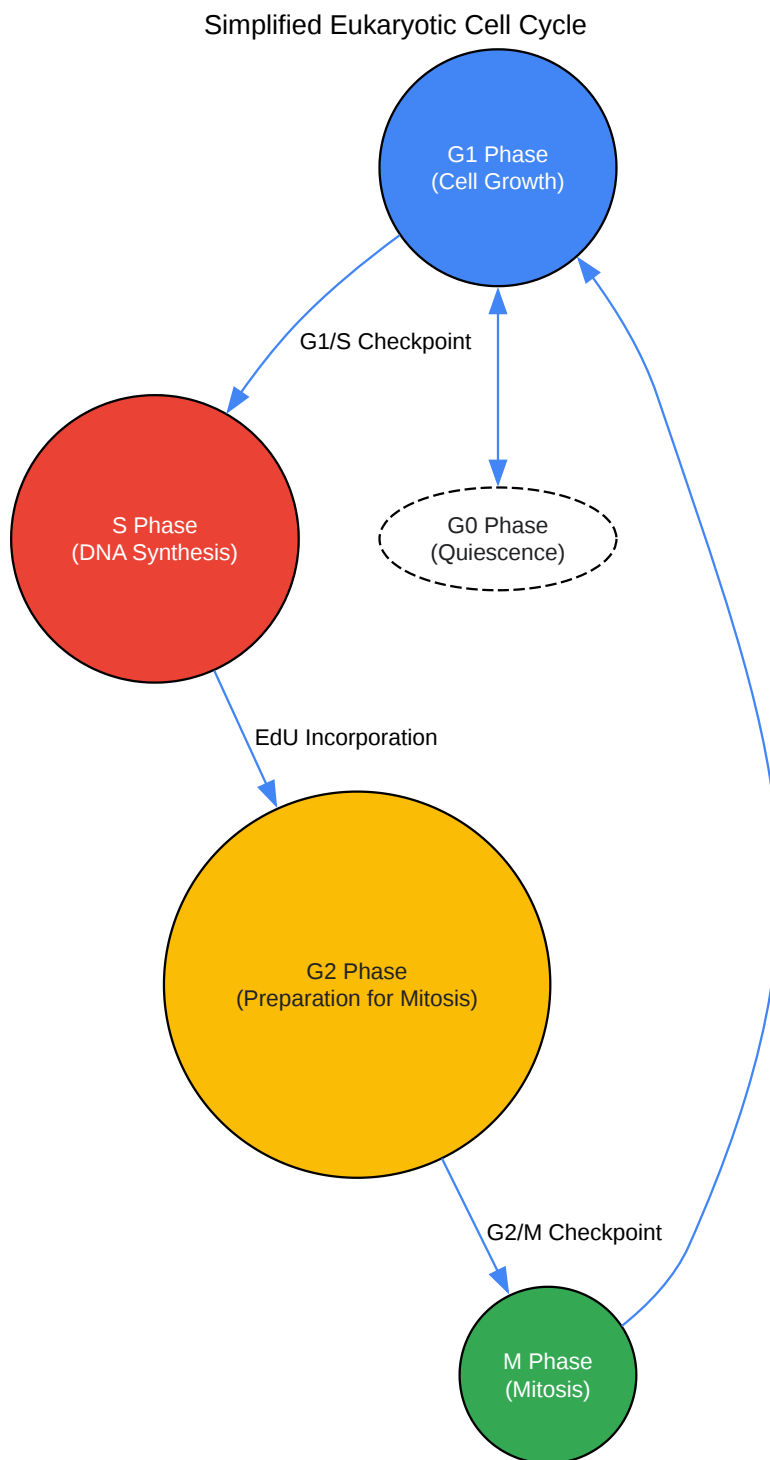 Simplified Eukaryotic Cell Cycle
G1 Phase
(Cell Growth)
G1/S Checkpoint
S Phase
(DNA Synthesis)
G0 Phase
(Quiescence)
EdU Incorporation
G2 Phase
(Preparation for Mitosis)
G2/M Checkpoint
M Phase
(Mitosis)